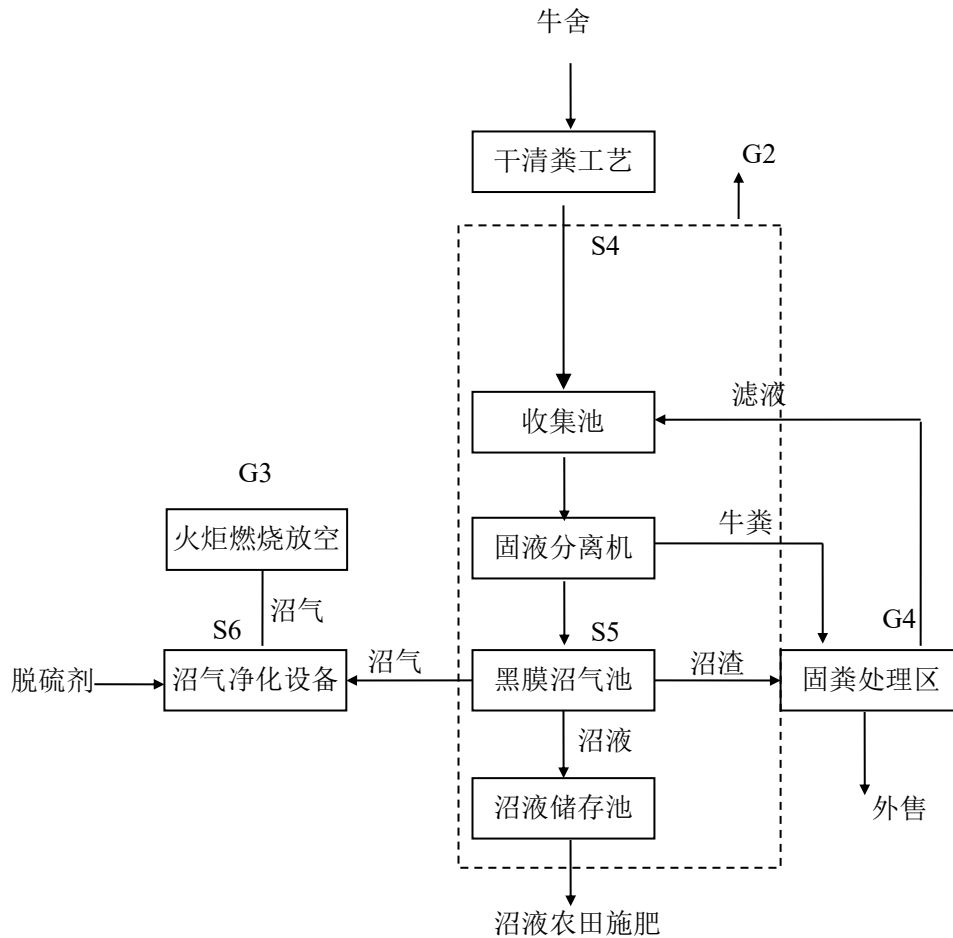 牛舍
干清粪工艺
G2
S4
收集池
滤液
G3
火炬燃烧放空
固液分离机
牛粪
沼气
S6
S5
G4
脱硫剂
沼气净化设备
沼气
黑膜沼气池
沼渣
固粪处理区
沼液
沼液储存池
外售
沼液农田施肥